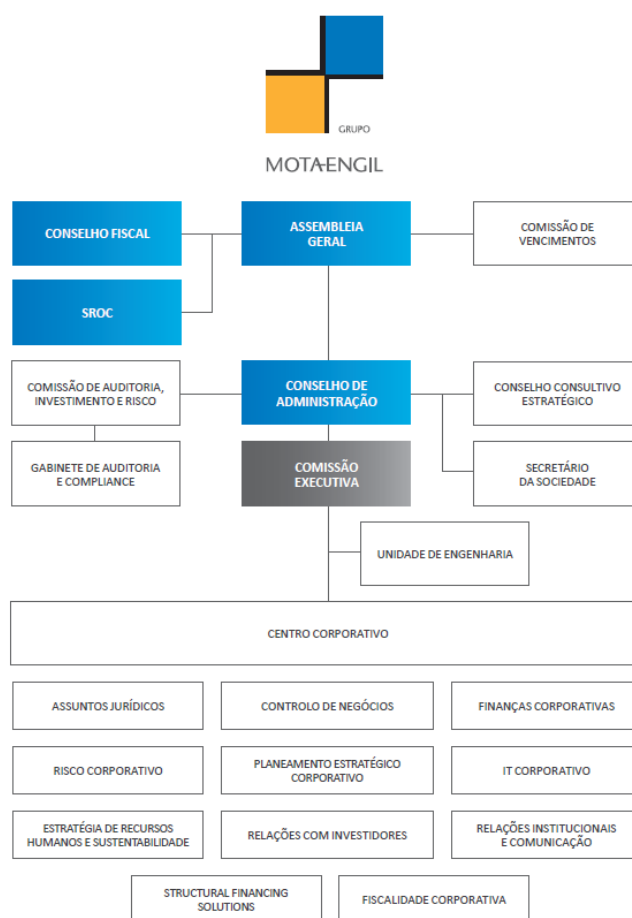 GRUPO
MOTA-ENGIL
CONSELHO FISCAL
ASSEMBLEIA
GERAL
COMISSÃO DE
VENCIMENTOS
SROC
COMISSÃO DE AUDITORIA,
INVESTIMENTO E RISCO
CONSELHO DE
ADMINISTRAÇÃO
CONSELHO CONSULTIVO
ESTRATÉGICO
GABINETE DE AUDITORIA
E COMPLIANCE
COMISSÃO
EXECUTIVA
SECRETÁRIO
DA SOCIEDADE
UNIDADE DE ENGENHARIA
CENTRO CORPORATIVO
ASSUNTOS JURÍDICOS
CONTROLO DE NEGÓCIOS
FINANÇAS CORPORATIVAS
RISCO CORPORATIVO
PLANEAMENTO ESTRATÉGICO
CORPORATIVO
IT CORPORATIVO
ESTRATÉGIA DE RECURSOS
HUMANOS E SUSTENTABILIDADE
RELAÇÕES COM INVESTIDORES
RELAÇÕES INSTITUCIONAIS
E COMUNICAÇÃO
STRUCTURAL FINANCING
SOLUTIONS
FISCALIDADE CORPORATIVA